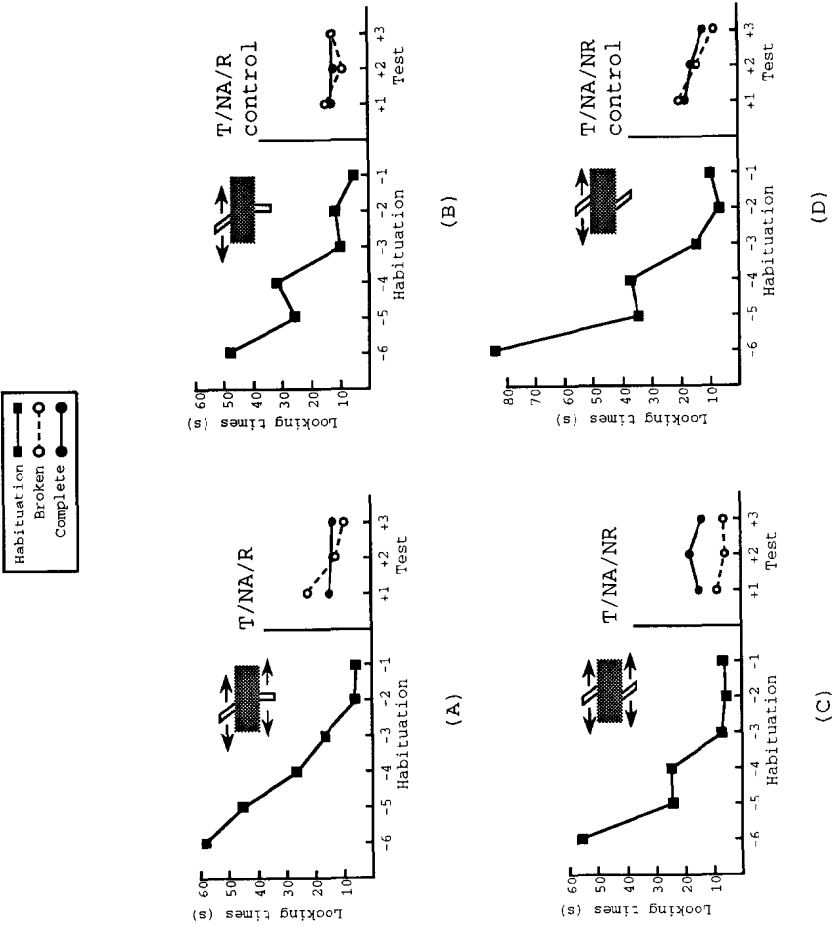 Habituation
Broken
Complete
T/NA/R
Looking times (s)
60
50
40
30
20
10
-6 -5 -4 -3 -2 -1
Habituation
+1 +2 +3
Test
(A)
T/NA/R
control
Looking times (s)
60
50
40
30
20
10
-6 -5 -4 -3 -2 -1
Habituation
+1 +2 +3
Test
(B)
T/NA/NR
Looking times (s)
60
50
40
30
20
10
-6 -5 -4 -3 -2 -1
Habituation
+1 +2 +3
Test
(C)
T/NA/NR
control
Looking times (s)
80
70
60
50
40
30
20
10
-6 -5 -4 -3 -2 -1
Habituation
+1 +2 +3
Test
(D)